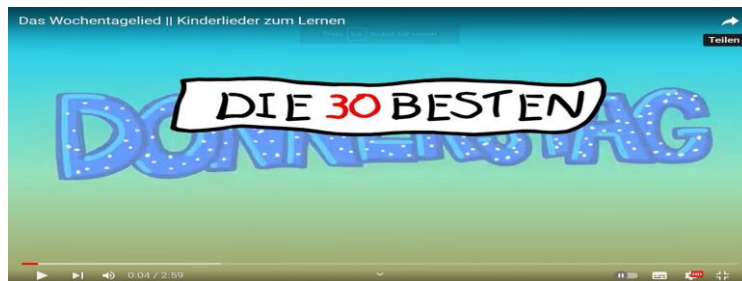 Das Wochentagelied || Kinderlieder zum Lernen
Teilen
DIE 30 BESTEN
DONNERSTAG
0:04 / 2:59